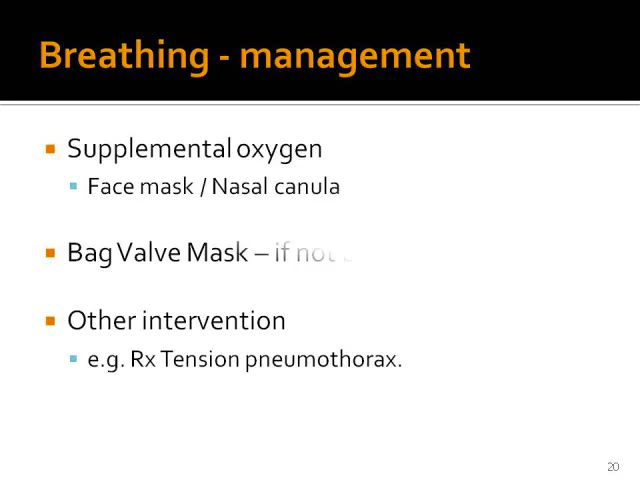 Breathing - management
Supplemental oxygen
Face mask / Nasal canula
Bag Valve Mask – if not
Other intervention
e.g. Rx Tension pneumothorax.
20